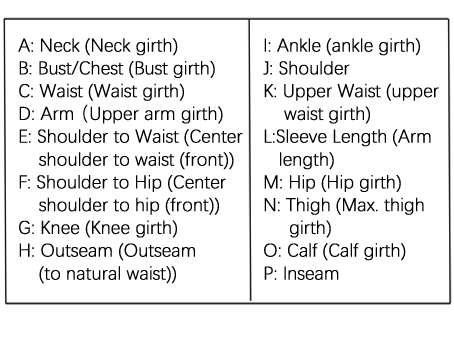 A: Neck (Neck girth)
B: Bust/Chest (Bust girth)
C: Waist (Waist girth)
D: Arm（Upper arm girth)
E: Shoulder to Waist (Center
shoulder to waist (front))
F: Shoulder to Hip (Center
shoulder to hip (front))
G: Knee (Knee girth)
H: Outseam (Outseam
(to natural waist))
I: Ankle (ankle girth)
J: Shoulder
K: Upper Waist (upper
waist girth)
L:Sleeve Length (Arm
length)
M: Hip (Hip girth)
N: Thigh (Max. thigh
girth)
O: Calf (Calf girth)
P: Inseam